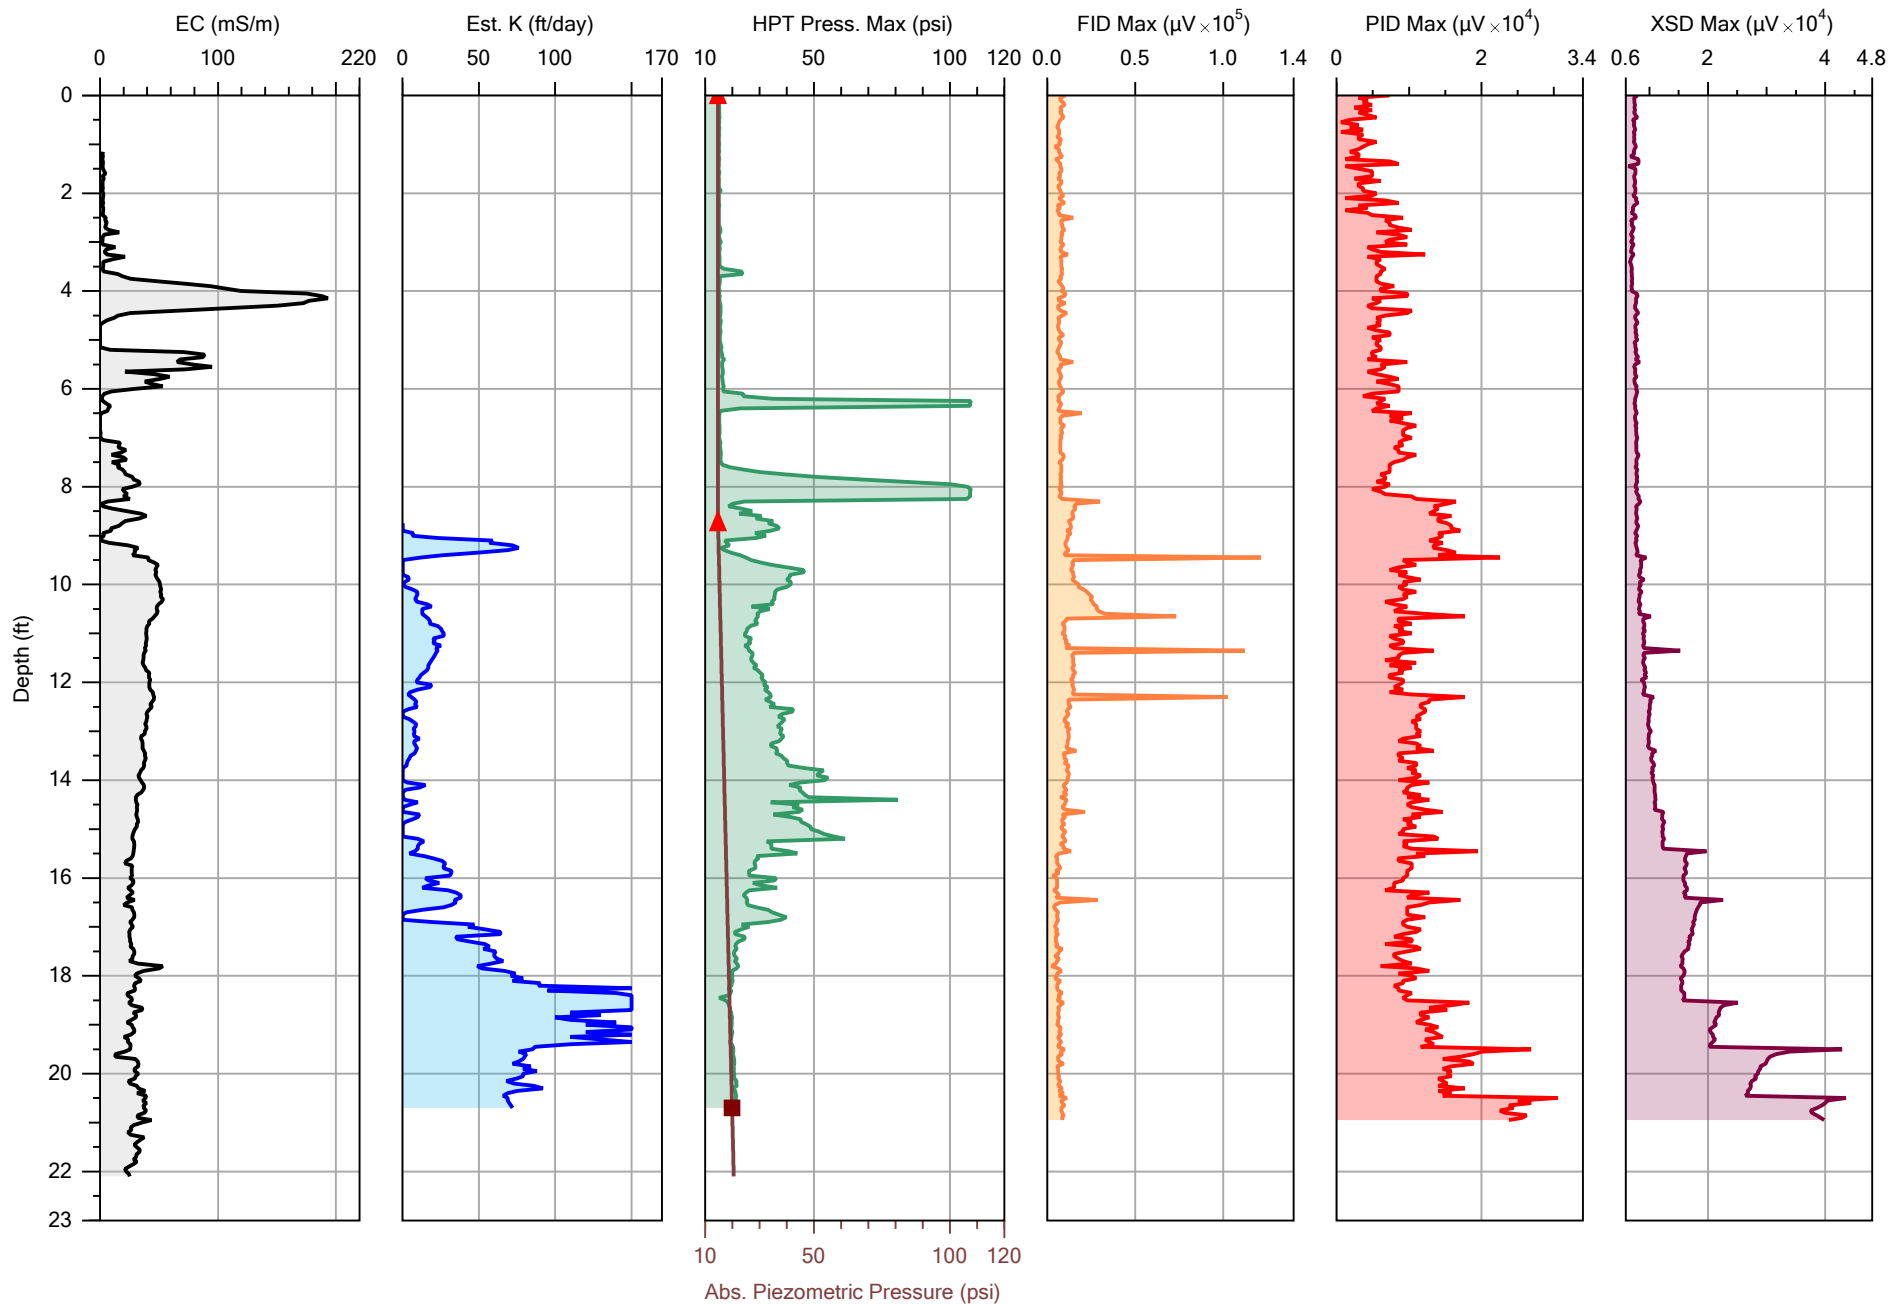 EC (mS/m) Est. K (ft/day) HPT Press. Max (psi) FID Max (µV ×10⁵) PID Max (µV ×10⁴) XSD Max (µV ×10⁴)
0 100 220 0 50 100 170 10 50 100 120 0.0 0.5 1.0 1.4 0 2 3.4 0.6 2 4 4.8
0
2
4
6
8
10
12
14
16
18
20
22
23
Depth (ft)
10 50 100 120
Abs. Piezometric Pressure (psi)